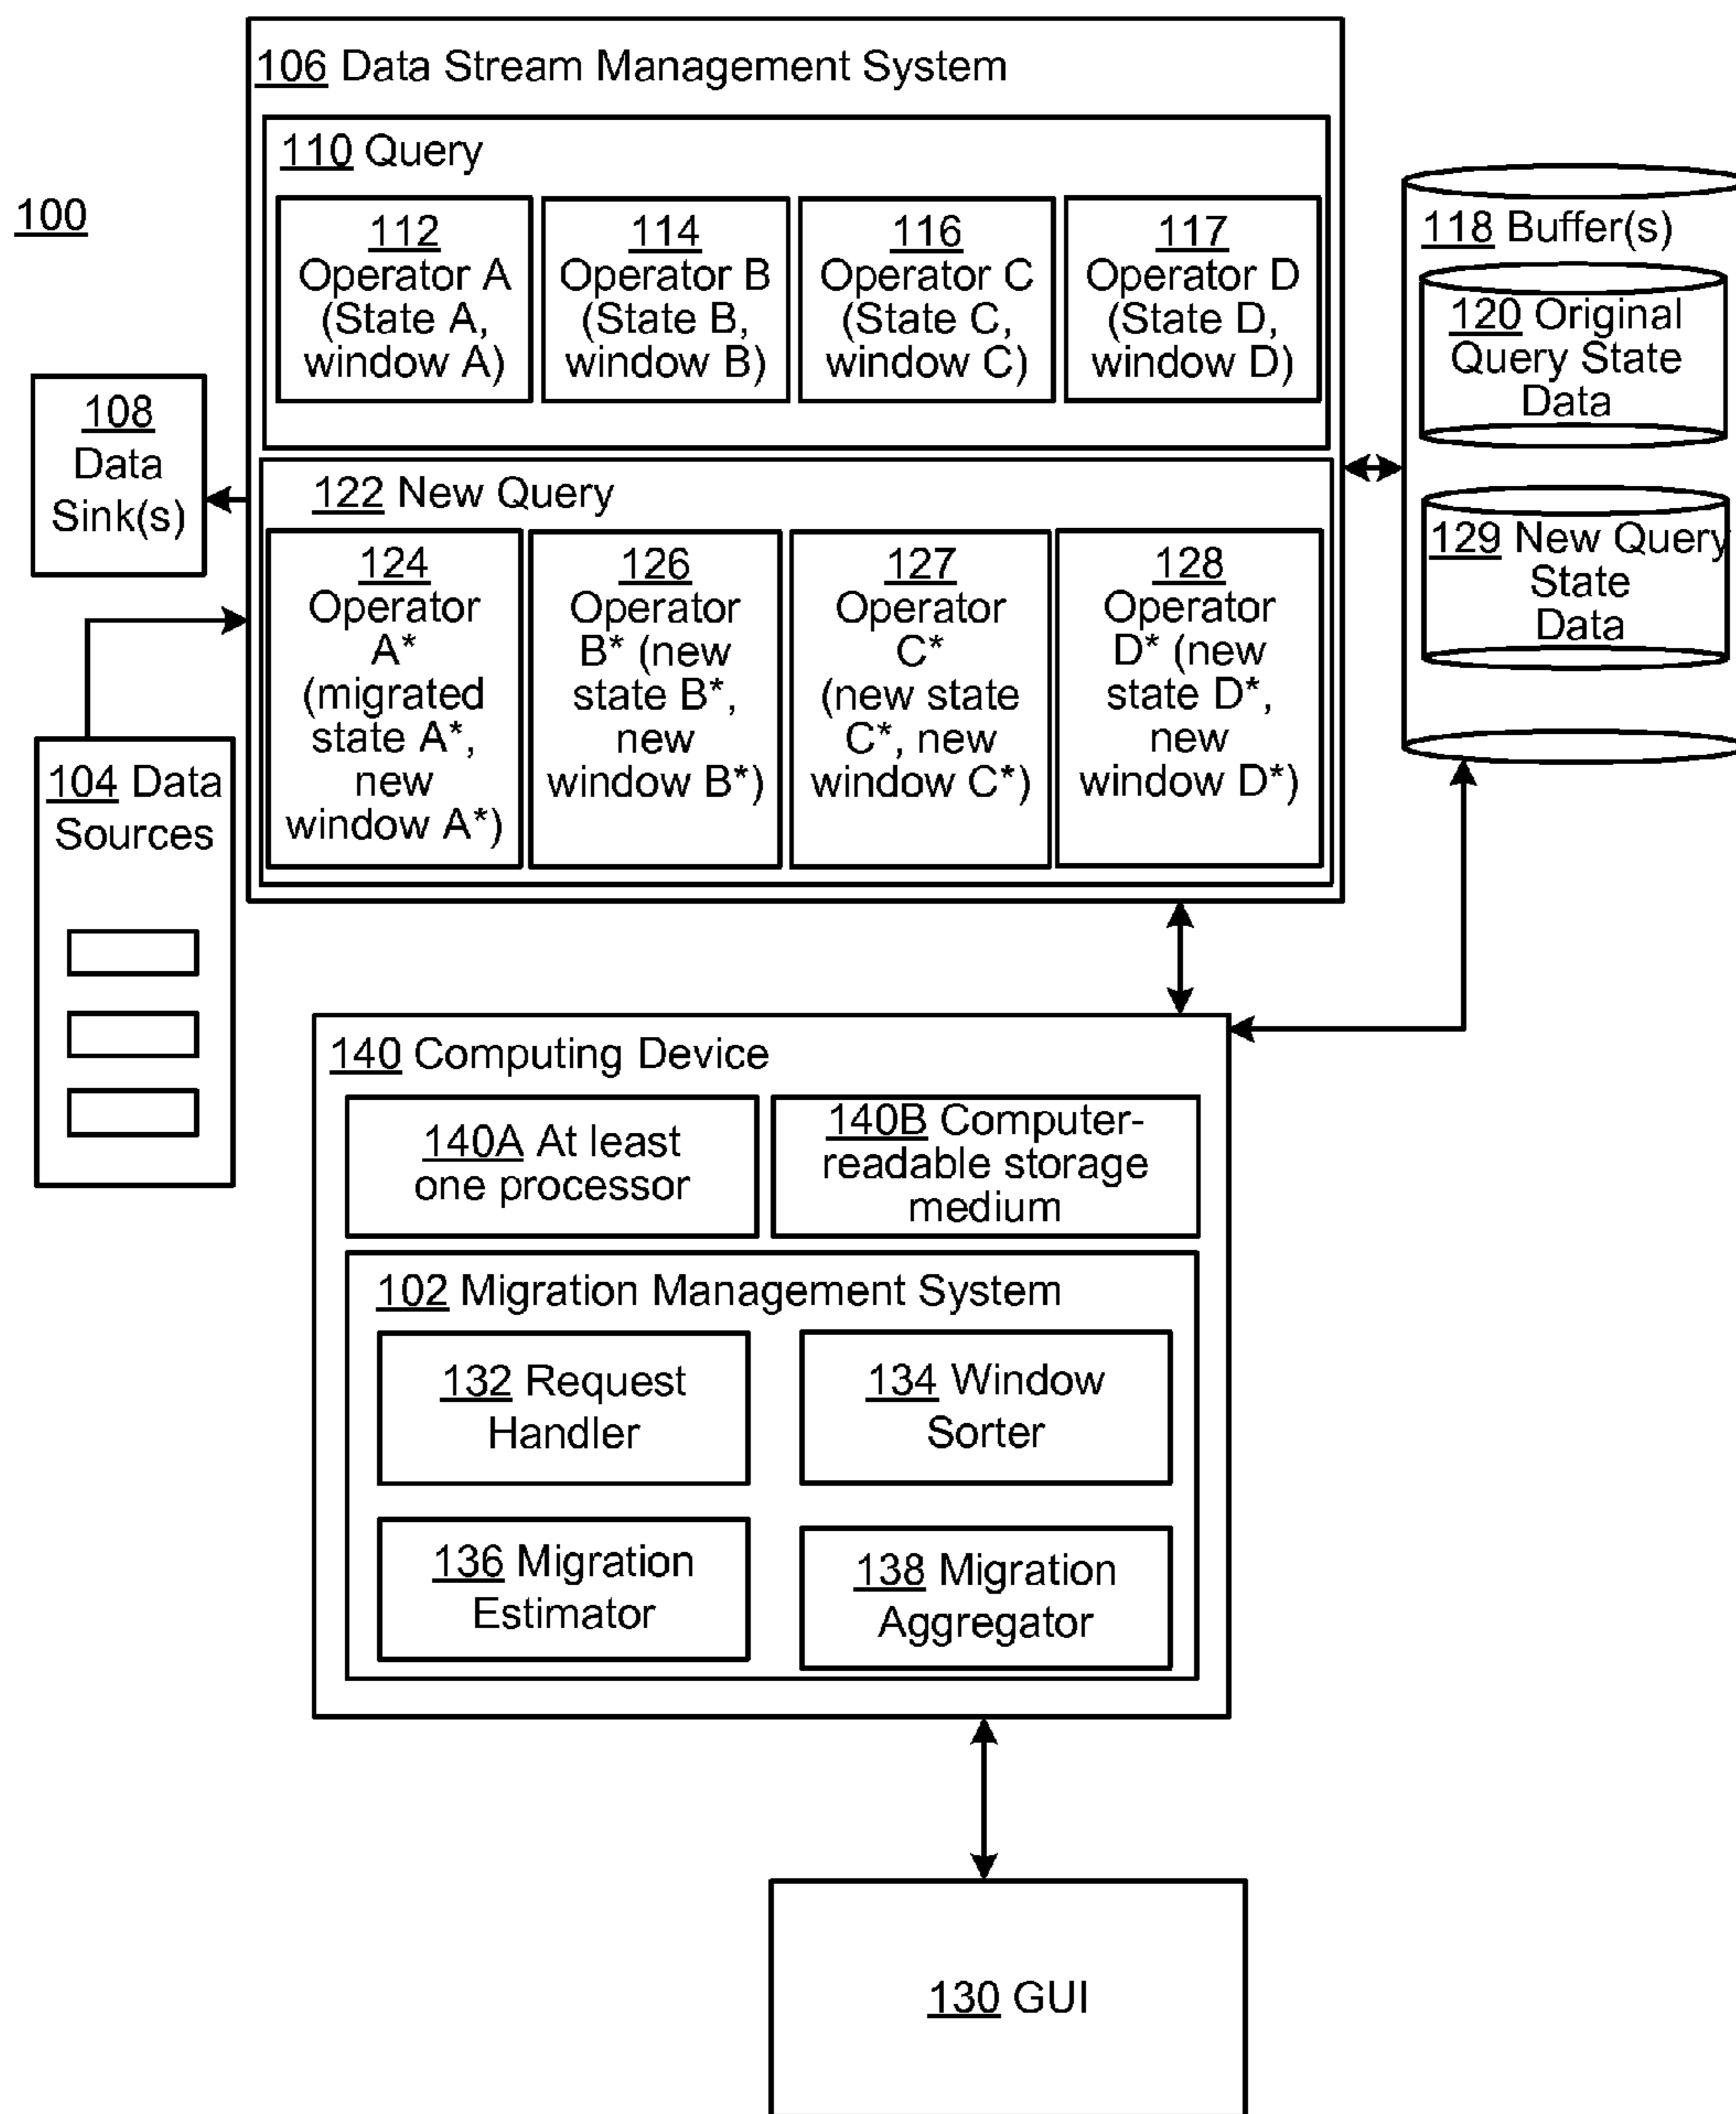 106 Data Stream Management System
110 Query
100
112
Operator A
(State A,
window A)
114
Operator B
(State B,
window B)
116
Operator C
(State C,
window C)
117
Operator D
(State D,
window D)
118 Buffer(s)
120 Original
Query State
Data
108
Data
Sink(s)
122 New Query
124
Operator
A*
(migrated
state A*,
new
window A*)
126
Operator
B* (new
state B*,
new
window B*)
127
Operator
C*
(new state
C*, new
window C*)
128
Operator
D* (new
state D*,
new
window D*)
129 New Query
State
Data
104 Data
Sources
140 Computing Device
140A At least
one processor
140B Computer-
readable storage
medium
102 Migration Management System
132 Request
Handler
134 Window
Sorter
136 Migration
Estimator
138 Migration
Aggregator
130 GUI